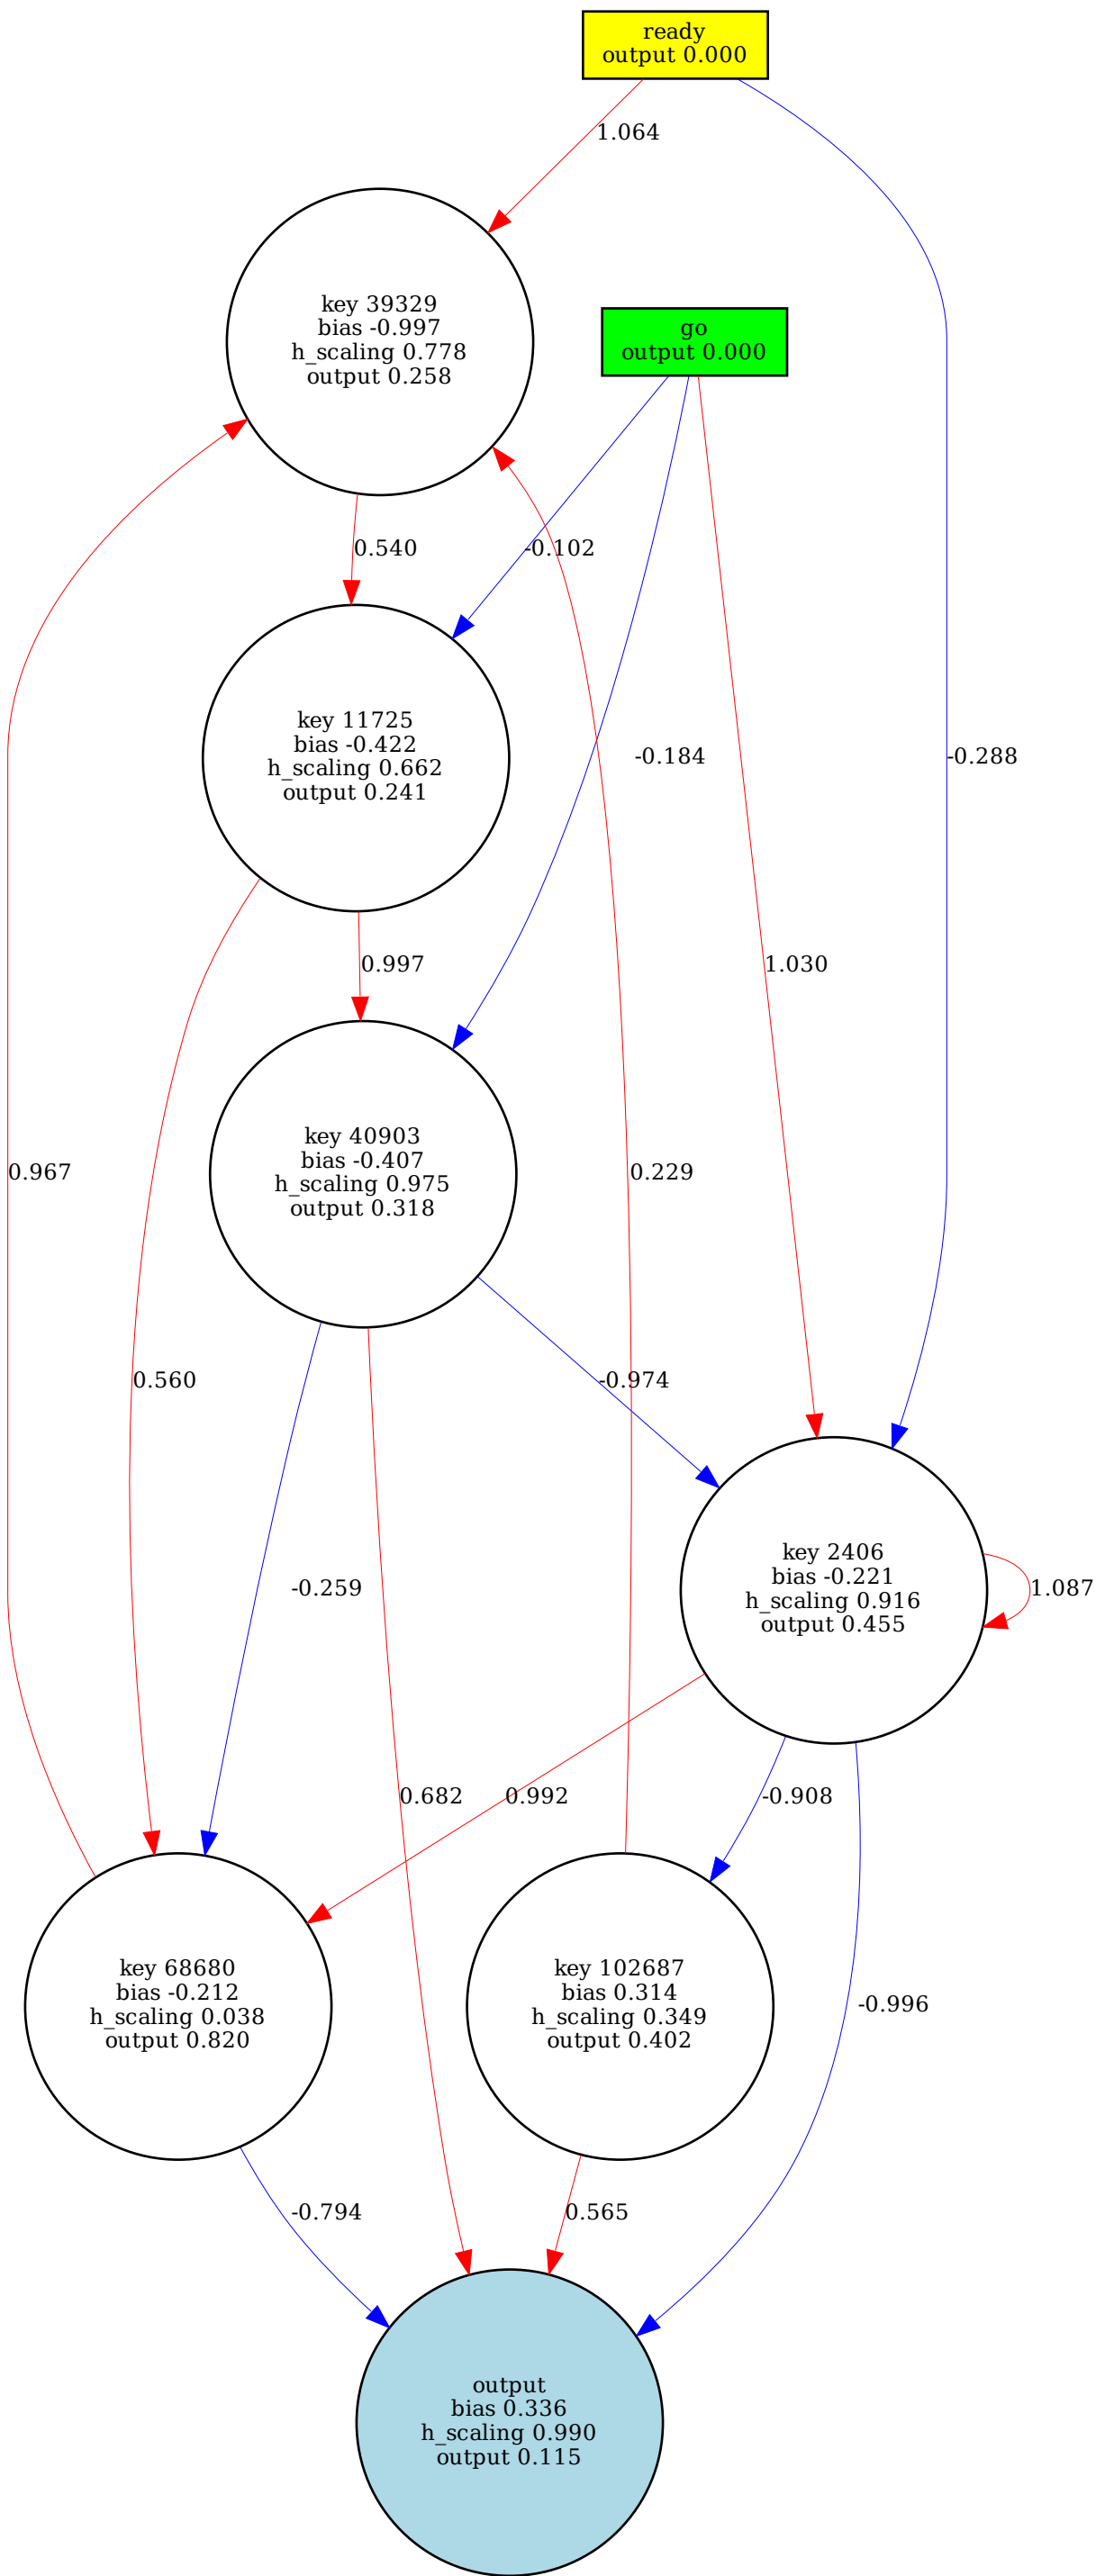 ready
output 0.000
1.064
key 39329
bias -0.997
h_scaling 0.778
output 0.258
go
output 0.000
0.540
-0.102
key 11725
bias -0.422
h_scaling 0.662
output 0.241
-0.184
-0.288
0.997
1.030
key 40903
bias -0.407
h_scaling 0.975
output 0.318
0.967
0.229
0.560
-0.974
key 2406
bias -0.221
h_scaling 0.916
output 0.455
-0.259
1.087
0.682
0.992
-0.908
key 68680
bias -0.212
h_scaling 0.038
output 0.820
key 102687
bias 0.314
h_scaling 0.349
output 0.402
-0.996
-0.794
0.565
output
bias 0.336
h_scaling 0.990
output 0.115